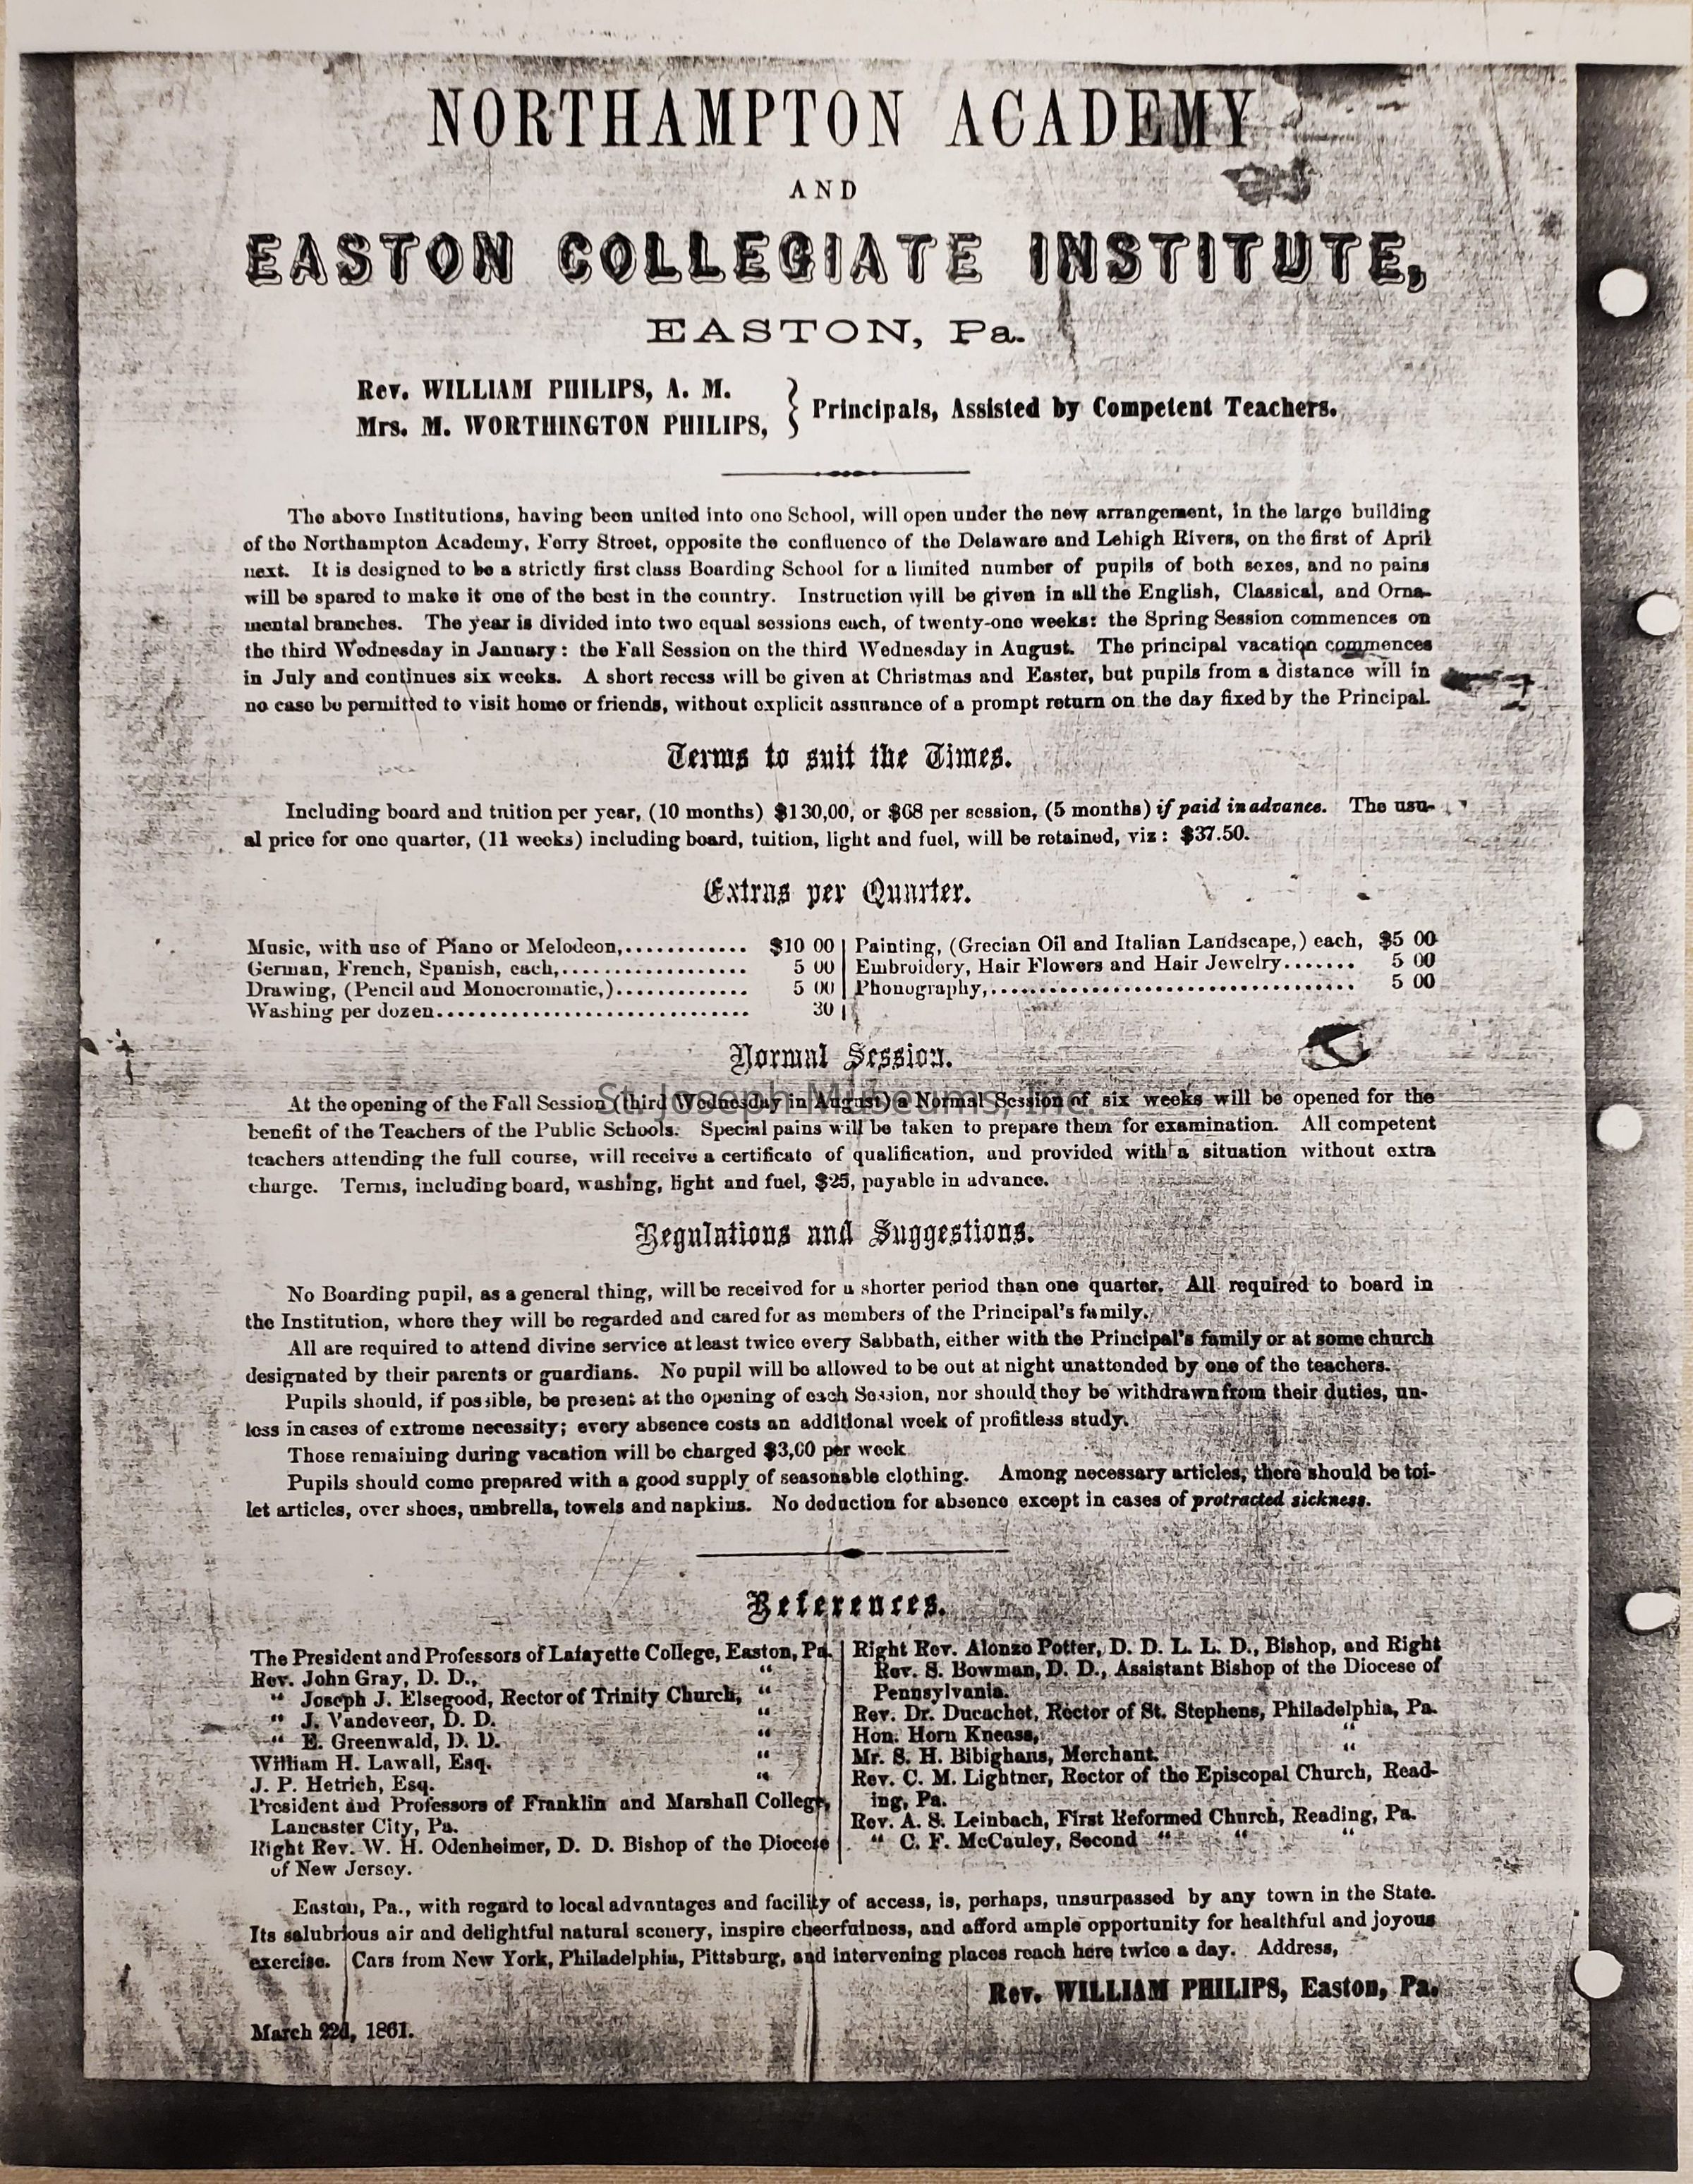 NORTHAMPTON ACADEMY
AND
EASTON COLLEGIATE INSTITUTE,
EASTON, Pa.
Rev. WILLIAM PHILIPS, A. M.
Mrs. M. WORTHINGTON PHILIPS,
} Principals, Assisted by Competent Teachers.
The above Institutions, having been united into one School, will open under the new arrangement, in the large building
of the Northampton Academy, Ferry Street, opposite the confluence of the Delaware and Lehigh Rivers, on the first of April
next. It is designed to be a strictly first class Boarding School for a limited number of pupils of both sexes, and no pains
will be spared to make it one of the best in the country. Instruction will be given in all the English, Classical, and Orna-
mental branches. The year is divided into two equal sessions each, of twenty-one weeks: the Spring Session commences on
the third Wednesday in January: the Fall Session on the third Wednesday in August. The principal vacation commences
in July and continues six weeks. A short recess will be given at Christmas and Easter, but pupils from a distance will in
no case be permitted to visit home or friends, without explicit assurance of a prompt return on the day fixed by the Principal.
Terms to suit the Times.
Including board and tuition per year, (10 months) $130,00, or $68 per session, (5 months) if paid in advance. The usu-
al price for one quarter, (11 weeks) including board, tuition, light and fuel, will be retained, viz: $37.50.
Extras per Quarter.
Music, with use of Piano or Melodeon,............ $10 00
German, French, Spanish, each,.................. 5 00
Drawing, (Pencil and Monocromatic,)............. 5 00
Washing per dozen.............................. 30
Painting, (Grecian Oil and Italian Landscape,) each, $5 00
Embroidery, Hair Flowers and Hair Jewelry....... 5 00
Phonography,................................... 5 00
Normal Session.
St. Joseph Museums, Inc.
At the opening of the Fall Session (third Wednesday in August) a Normal Session of six weeks will be opened for the
benefit of the Teachers of the Public Schools. Special pains will be taken to prepare them for examination. All competent
teachers attending the full course, will receive a certificate of qualification, and provided with a situation without extra
charge. Terms, including board, washing, light and fuel, $25, payable in advance.
Regulations and Suggestions.
No Boarding pupil, as a general thing, will be received for a shorter period than one quarter. All required to board in
the Institution, where they will be regarded and cared for as members of the Principal's family.
All are required to attend divine service at least twice every Sabbath, either with the Principal's family or at some church
designated by their parents or guardians. No pupil will be allowed to be out at night unattended by one of the teachers.
Pupils should, if possible, be present at the opening of each Session, nor should they be withdrawn from their duties, un-
less in cases of extreme necessity; every absence costs an additional week of profitless study.
Those remaining during vacation will be charged $3,00 per week
Pupils should come prepared with a good supply of seasonable clothing. Among necessary articles, there should be toi-
let articles, over shoes, umbrella, towels and napkins. No deduction for absence except in cases of protracted sickness.
References.
The President and Professors of Lafayette College, Easton, Pa.
Rev. John Gray, D. D., "
" Joseph J. Elsegood, Rector of Trinity Church, "
" J. Vandeveer, D. D. "
" E. Greenwald, D. D. "
William H. Lawall, Esq. "
J. P. Hetrich, Esq. "
President and Professors of Franklin and Marshall College,
Lancaster City, Pa.
Right Rev. W. H. Odenheimer, D. D. Bishop of the Diocese
of New Jersey.
Right Rev. Alonzo Potter, D. D. L. L. D., Bishop, and Right
Rev. S. Bowman, D. D., Assistant Bishop of the Diocese of
Pennsylvania.
Rev. Dr. Ducachet, Rector of St. Stephens, Philadelphia, Pa.
Hon. Horn Kneass, "
Mr. S. H. Bibighaus, Merchant. "
Rev. C. M. Lightner, Rector of the Episcopal Church, Read-
ing, Pa.
Rev. A. S. Leinbach, First Reformed Church, Reading, Pa.
" C. F. McCauley, Second " " "
Easton, Pa., with regard to local advantages and facility of access, is, perhaps, unsurpassed by any town in the State.
Its salubrious air and delightful natural scenery, inspire cheerfulness, and afford ample opportunity for healthful and joyous
exercise. Cars from New York, Philadelphia, Pittsburg, and intervening places reach here twice a day. Address,
Rev. WILLIAM PHILIPS, Easton, Pa.
March 22d, 1861.